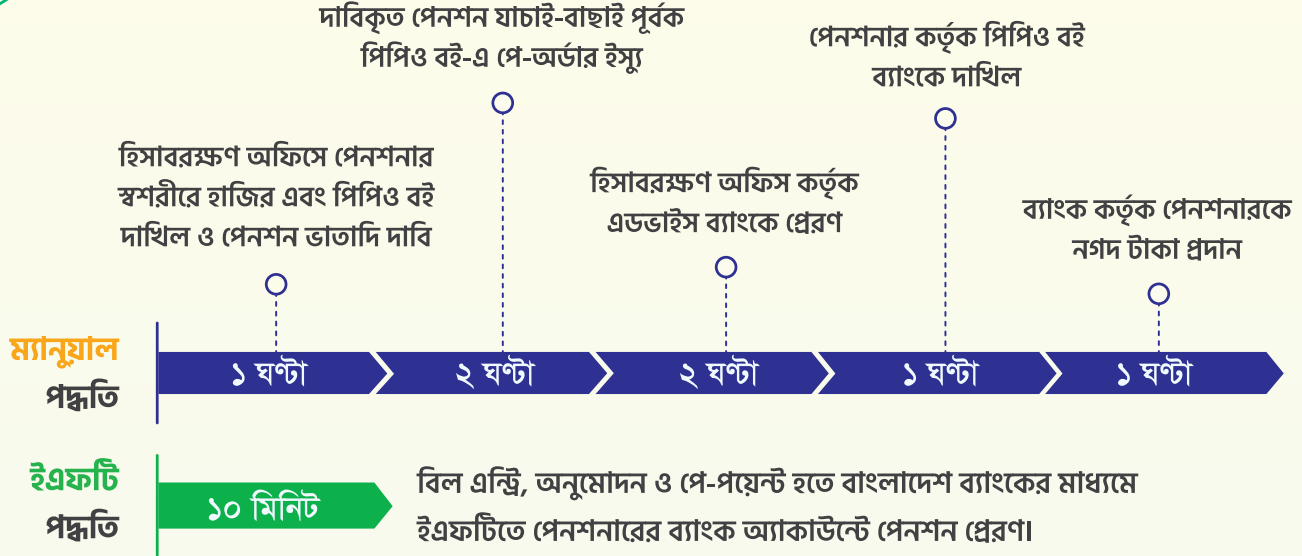 দাবিকৃত পেনশন যাচাই-বাছাই পূর্বক
পিপিও বই-এ পে-অর্ডার ইস্যু
পেনশনার কর্তৃক পিপিও বই
ব্যাংকে দাখিল
হিসাবরক্ষণ অফিসে পেনশনার
স্বশরীরে হাজির এবং পিপিও বই
দাখিল ও পেনশন ভাতাদি দাবি
হিসাবরক্ষণ অফিস কর্তৃক
এডভাইস ব্যাংকে প্রেরণ
ব্যাংক কর্তৃক পেনশনারকে
নগদ টাকা প্রদান
ম্যানুয়াল
পদ্ধতি
১ ঘণ্টা
২ ঘণ্টা
২ ঘণ্টা
১ ঘণ্টা
১ ঘণ্টা
ইএফটি
পদ্ধতি
১০ মিনিট
বিল এন্ট্রি, অনুমোদন ও পে-পয়েন্ট হতে বাংলাদেশ ব্যাংকের মাধ্যমে
ইএফটিতে পেনশনারের ব্যাংক অ্যাকাউন্টে পেনশন প্রেরণ।